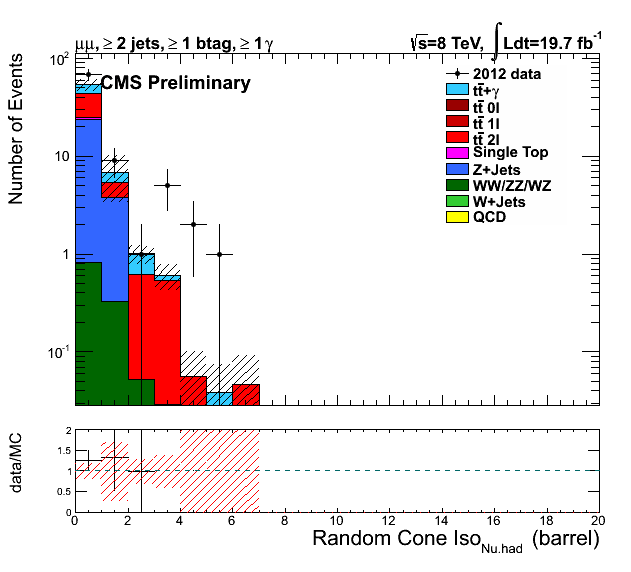 μμ, ≥ 2 jets, ≥ 1 btag, ≥ 1 γ
√s=8 TeV, ∫ Ldt=19.7 fb⁻¹
CMS Preliminary
Number of Events
10²
10
1
10⁻¹
2012 data
tt̄+γ
tt̄ 0l
tt̄ 1l
tt̄ 2l
Single Top
Z+Jets
WW/ZZ/WZ
W+Jets
QCD
data/MC
2
1.5
1
0.5
0
0 2 4 6 8 10 12 14 16 18 20
Random Cone Iso_Nu.had (barrel)